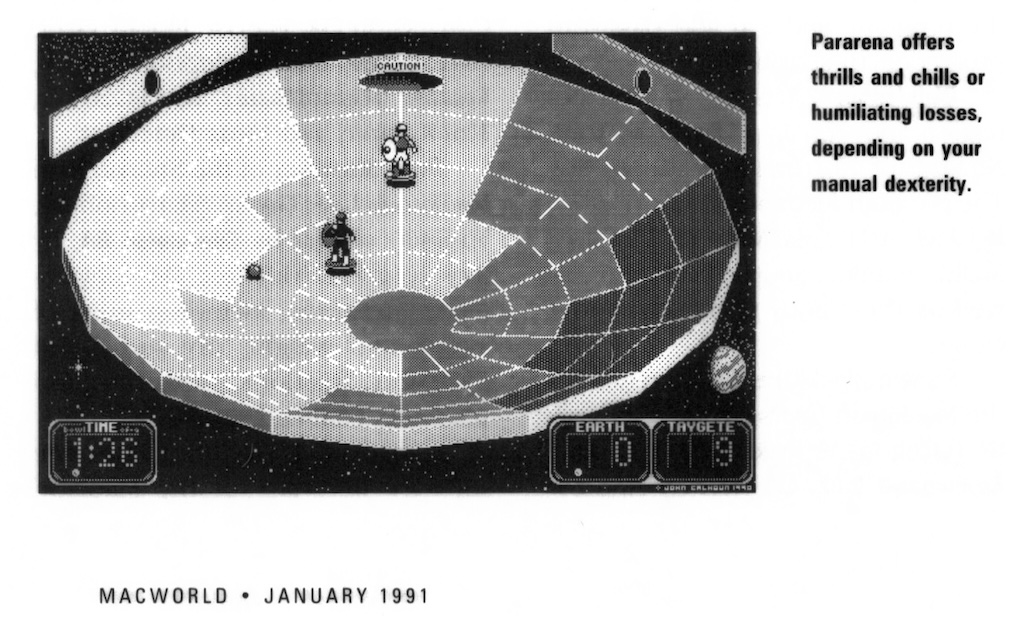 CAUTION!
Pararena offers
thrills and chills or
humiliating losses,
depending on your
manual dexterity.
TIME
1:26
EARTH
0
TAYGETE
9
JOHN CALHOUN 1990
MACWORLD • JANUARY 1991